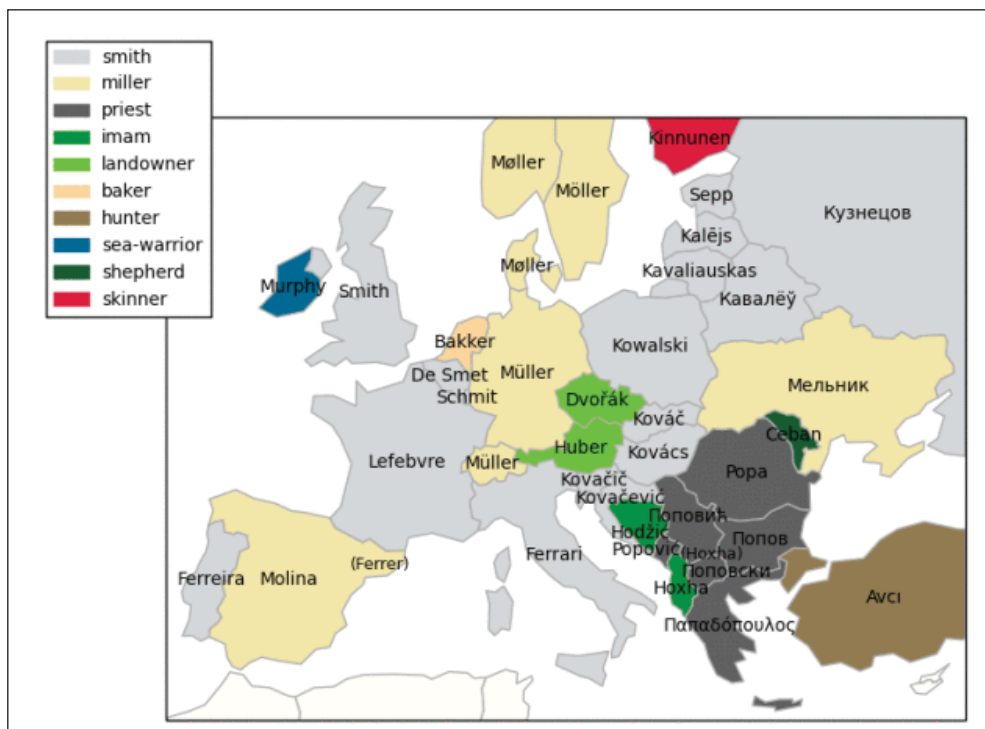 smith
miller
priest
imam
landowner
baker
hunter
sea-warrior
shepherd
skinner
Kinnunen
Møller
Möller
Sepp
Кузнецов
Kalējs
Møller
Kavaliauskas
Murphy
Smith
Кавалёў
Bakker
Kowalski
De Smet
Müller
Мельник
Schmit
Dvořák
Kováč
Ceban
Huber
Kovács
Lefebvre
Müller
Popa
Kovačič
Kovačević
Поповић
Hodžić
Попов
Popović
(Hoxha)
Ferrari
(Ferrer)
Поповски
Ferreira
Molina
Hoxha
Avcı
Παπαδόπουλος